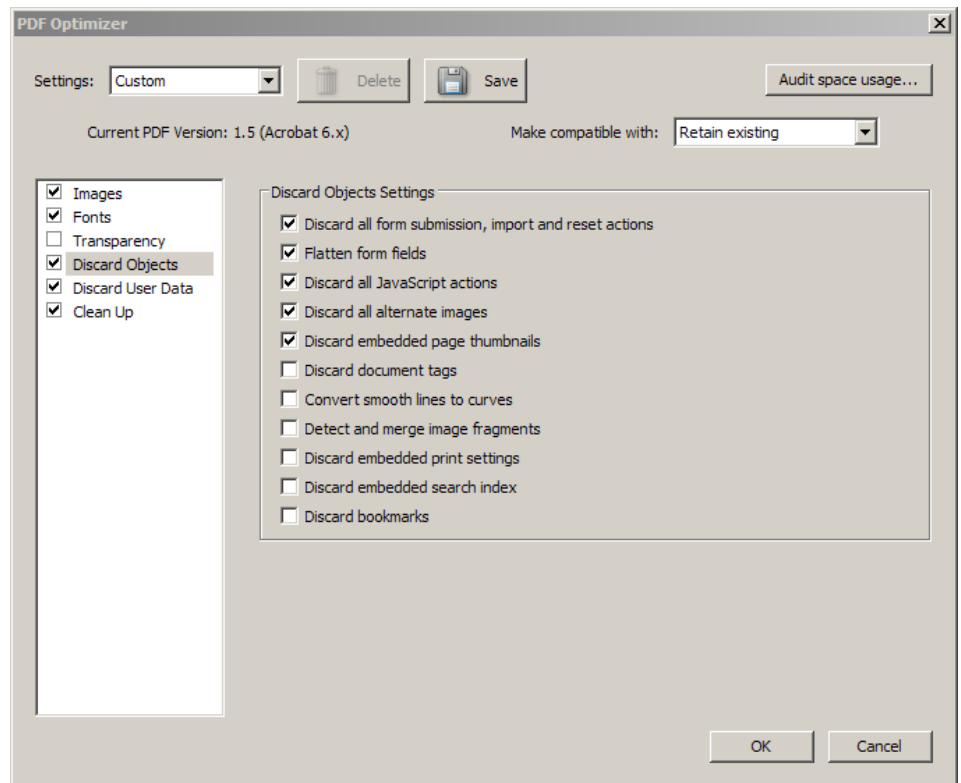 PDF Optimizer
Settings: Custom Delete Save Audit space usage...
Current PDF Version: 1.5 (Acrobat 6.x) Make compatible with: Retain existing
Images
Fonts
Transparency
Discard Objects
Discard User Data
Clean Up
Discard Objects Settings
Discard all form submission, import and reset actions
Flatten form fields
Discard all JavaScript actions
Discard all alternate images
Discard embedded page thumbnails
Discard document tags
Convert smooth lines to curves
Detect and merge image fragments
Discard embedded print settings
Discard embedded search index
Discard bookmarks
OK Cancel